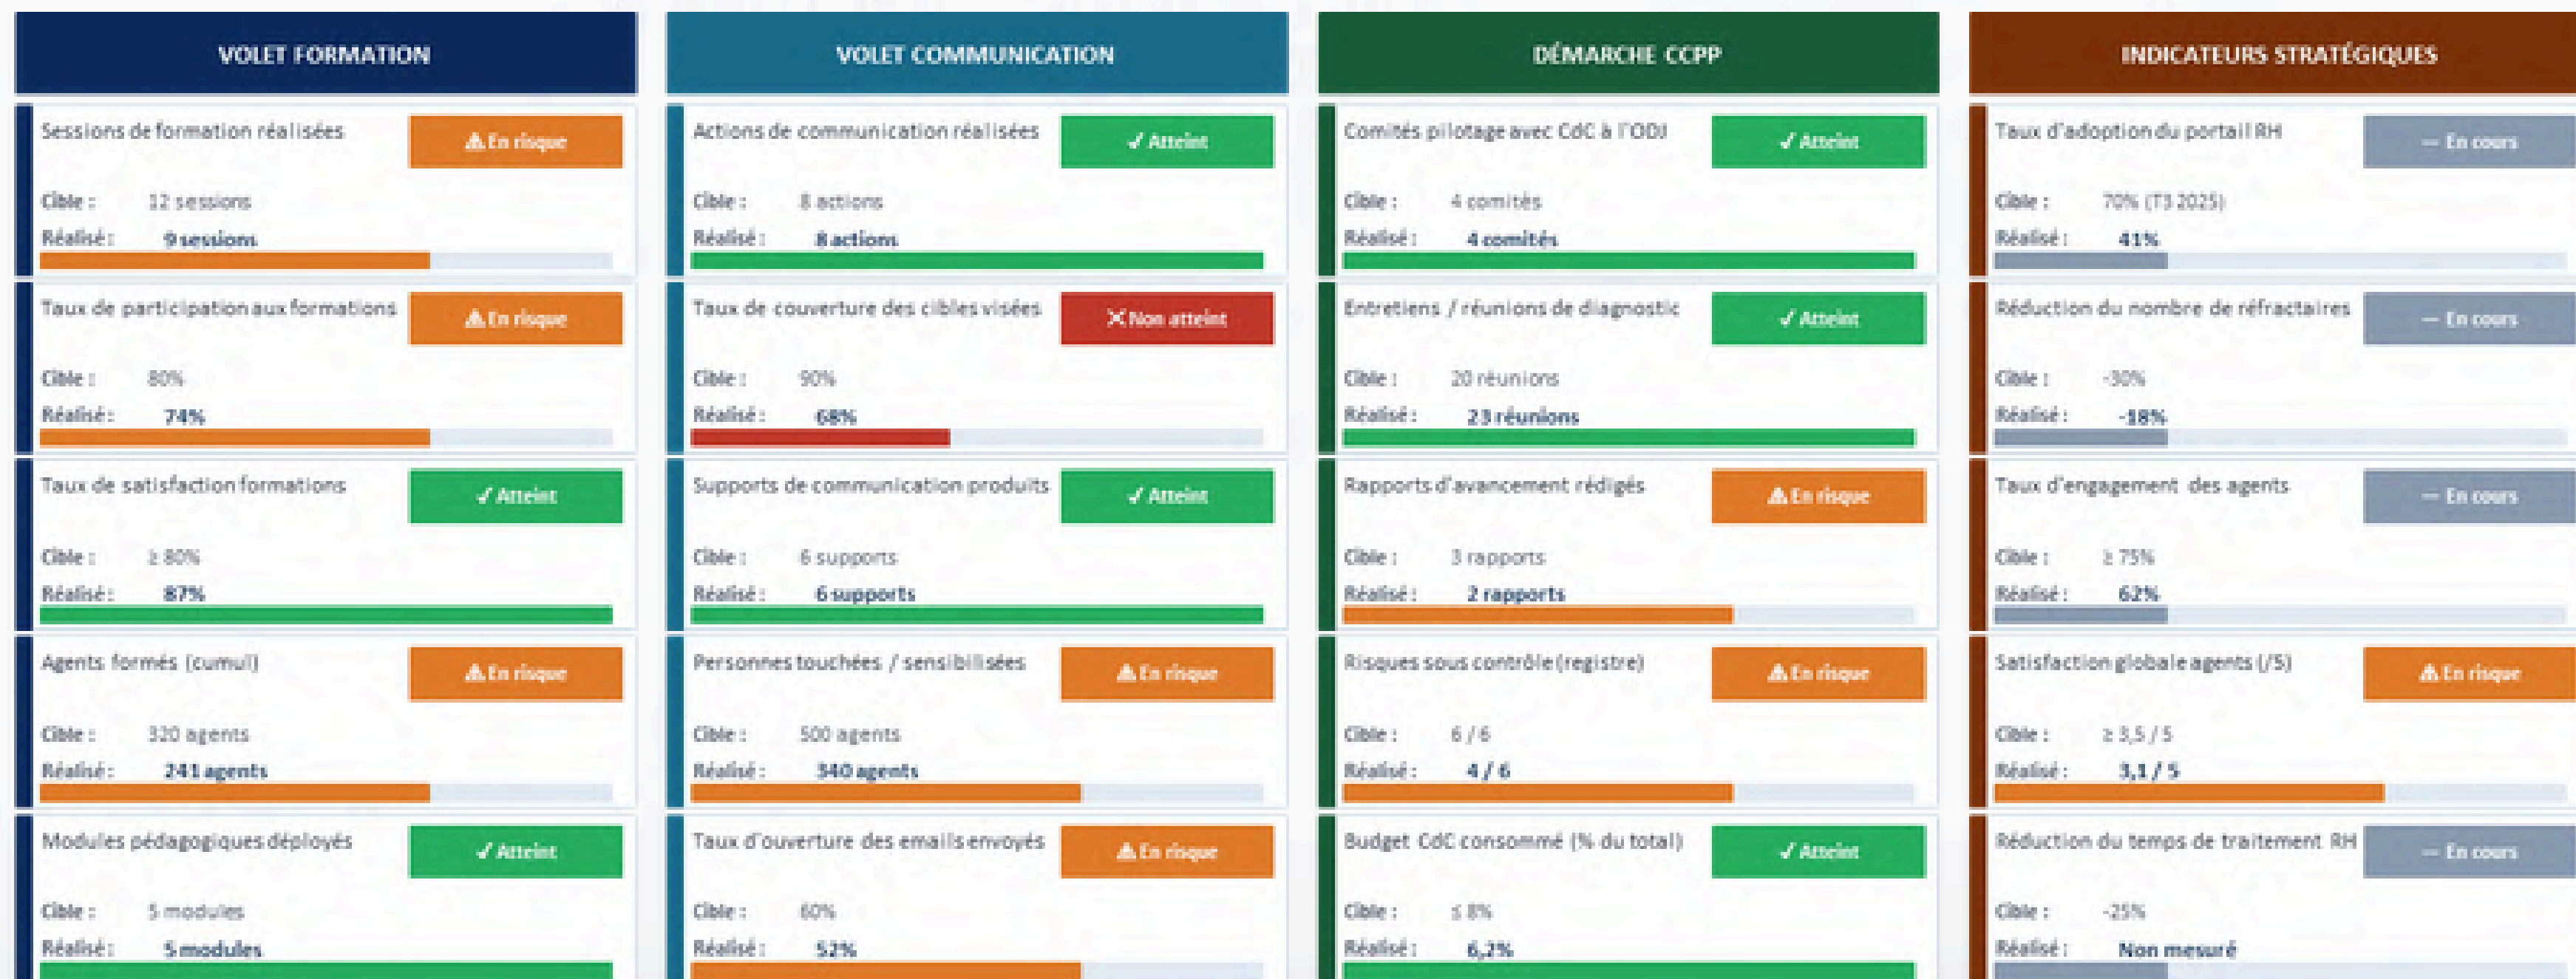 VOLET FORMATION
Sessions de formation réalisées
⚠ En risque
Cible : 12 sessions
Réalisé : 9 sessions
Taux de participation aux formations
⚠ En risque
Cible : 80%
Réalisé : 74%
Taux de satisfaction formations
✓ Atteint
Cible : ≥ 80%
Réalisé : 87%
Agents formés (cumul)
⚠ En risque
Cible : 320 agents
Réalisé : 241 agents
Modules pédagogiques déployés
✓ Atteint
Cible : 5 modules
Réalisé : 5 modules
VOLET COMMUNICATION
Actions de communication réalisées
✓ Atteint
Cible : 8 actions
Réalisé : 8 actions
Taux de couverture des cibles visées
✕ Non atteint
Cible : 90%
Réalisé : 68%
Supports de communication produits
✓ Atteint
Cible : 6 supports
Réalisé : 6 supports
Personnes touchées / sensibilisées
⚠ En risque
Cible : 500 agents
Réalisé : 340 agents
Taux d'ouverture des emails envoyés
⚠ En risque
Cible : 60%
Réalisé : 52%
DÉMARCHE CCPP
Comités pilotage avec CdC à l'ODJ
✓ Atteint
Cible : 4 comités
Réalisé : 4 comités
Entretiens / réunions de diagnostic
✓ Atteint
Cible : 20 réunions
Réalisé : 23 réunions
Rapports d'avancement rédigés
⚠ En risque
Cible : 3 rapports
Réalisé : 2 rapports
Risques sous contrôle (registre)
⚠ En risque
Cible : 6 / 6
Réalisé : 4 / 6
Budget CdC consommé (% du total)
✓ Atteint
Cible : ≤ 8%
Réalisé : 6,2%
INDICATEURS STRATÉGIQUES
Taux d'adoption du portail RH
— En cours
Cible : 70% (T3 2025)
Réalisé : 41%
Réduction du nombre de réfractaires
— En cours
Cible : -30%
Réalisé : -18%
Taux d'engagement des agents
— En cours
Cible : ≥ 75%
Réalisé : 62%
Satisfaction globale agents (/5)
⚠ En risque
Cible : ≥ 3,5 / 5
Réalisé : 3,1 / 5
Réduction du temps de traitement RH
— En cours
Cible : -25%
Réalisé : Non mesuré